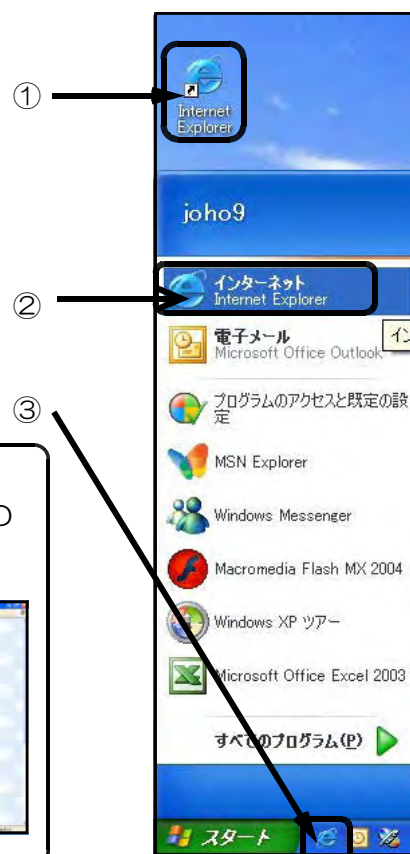 ①
Internet
Explorer
joho9
②
インターネット
Internet Explorer
電子メール
Microsoft Office Outlook
③
プログラムのアクセスと既定の設
定
MSN Explorer
Windows Messenger
Macromedia Flash MX 2004
Windows XP ツアー
Microsoft Office Excel 2003
すべてのプログラム(P)
スタート